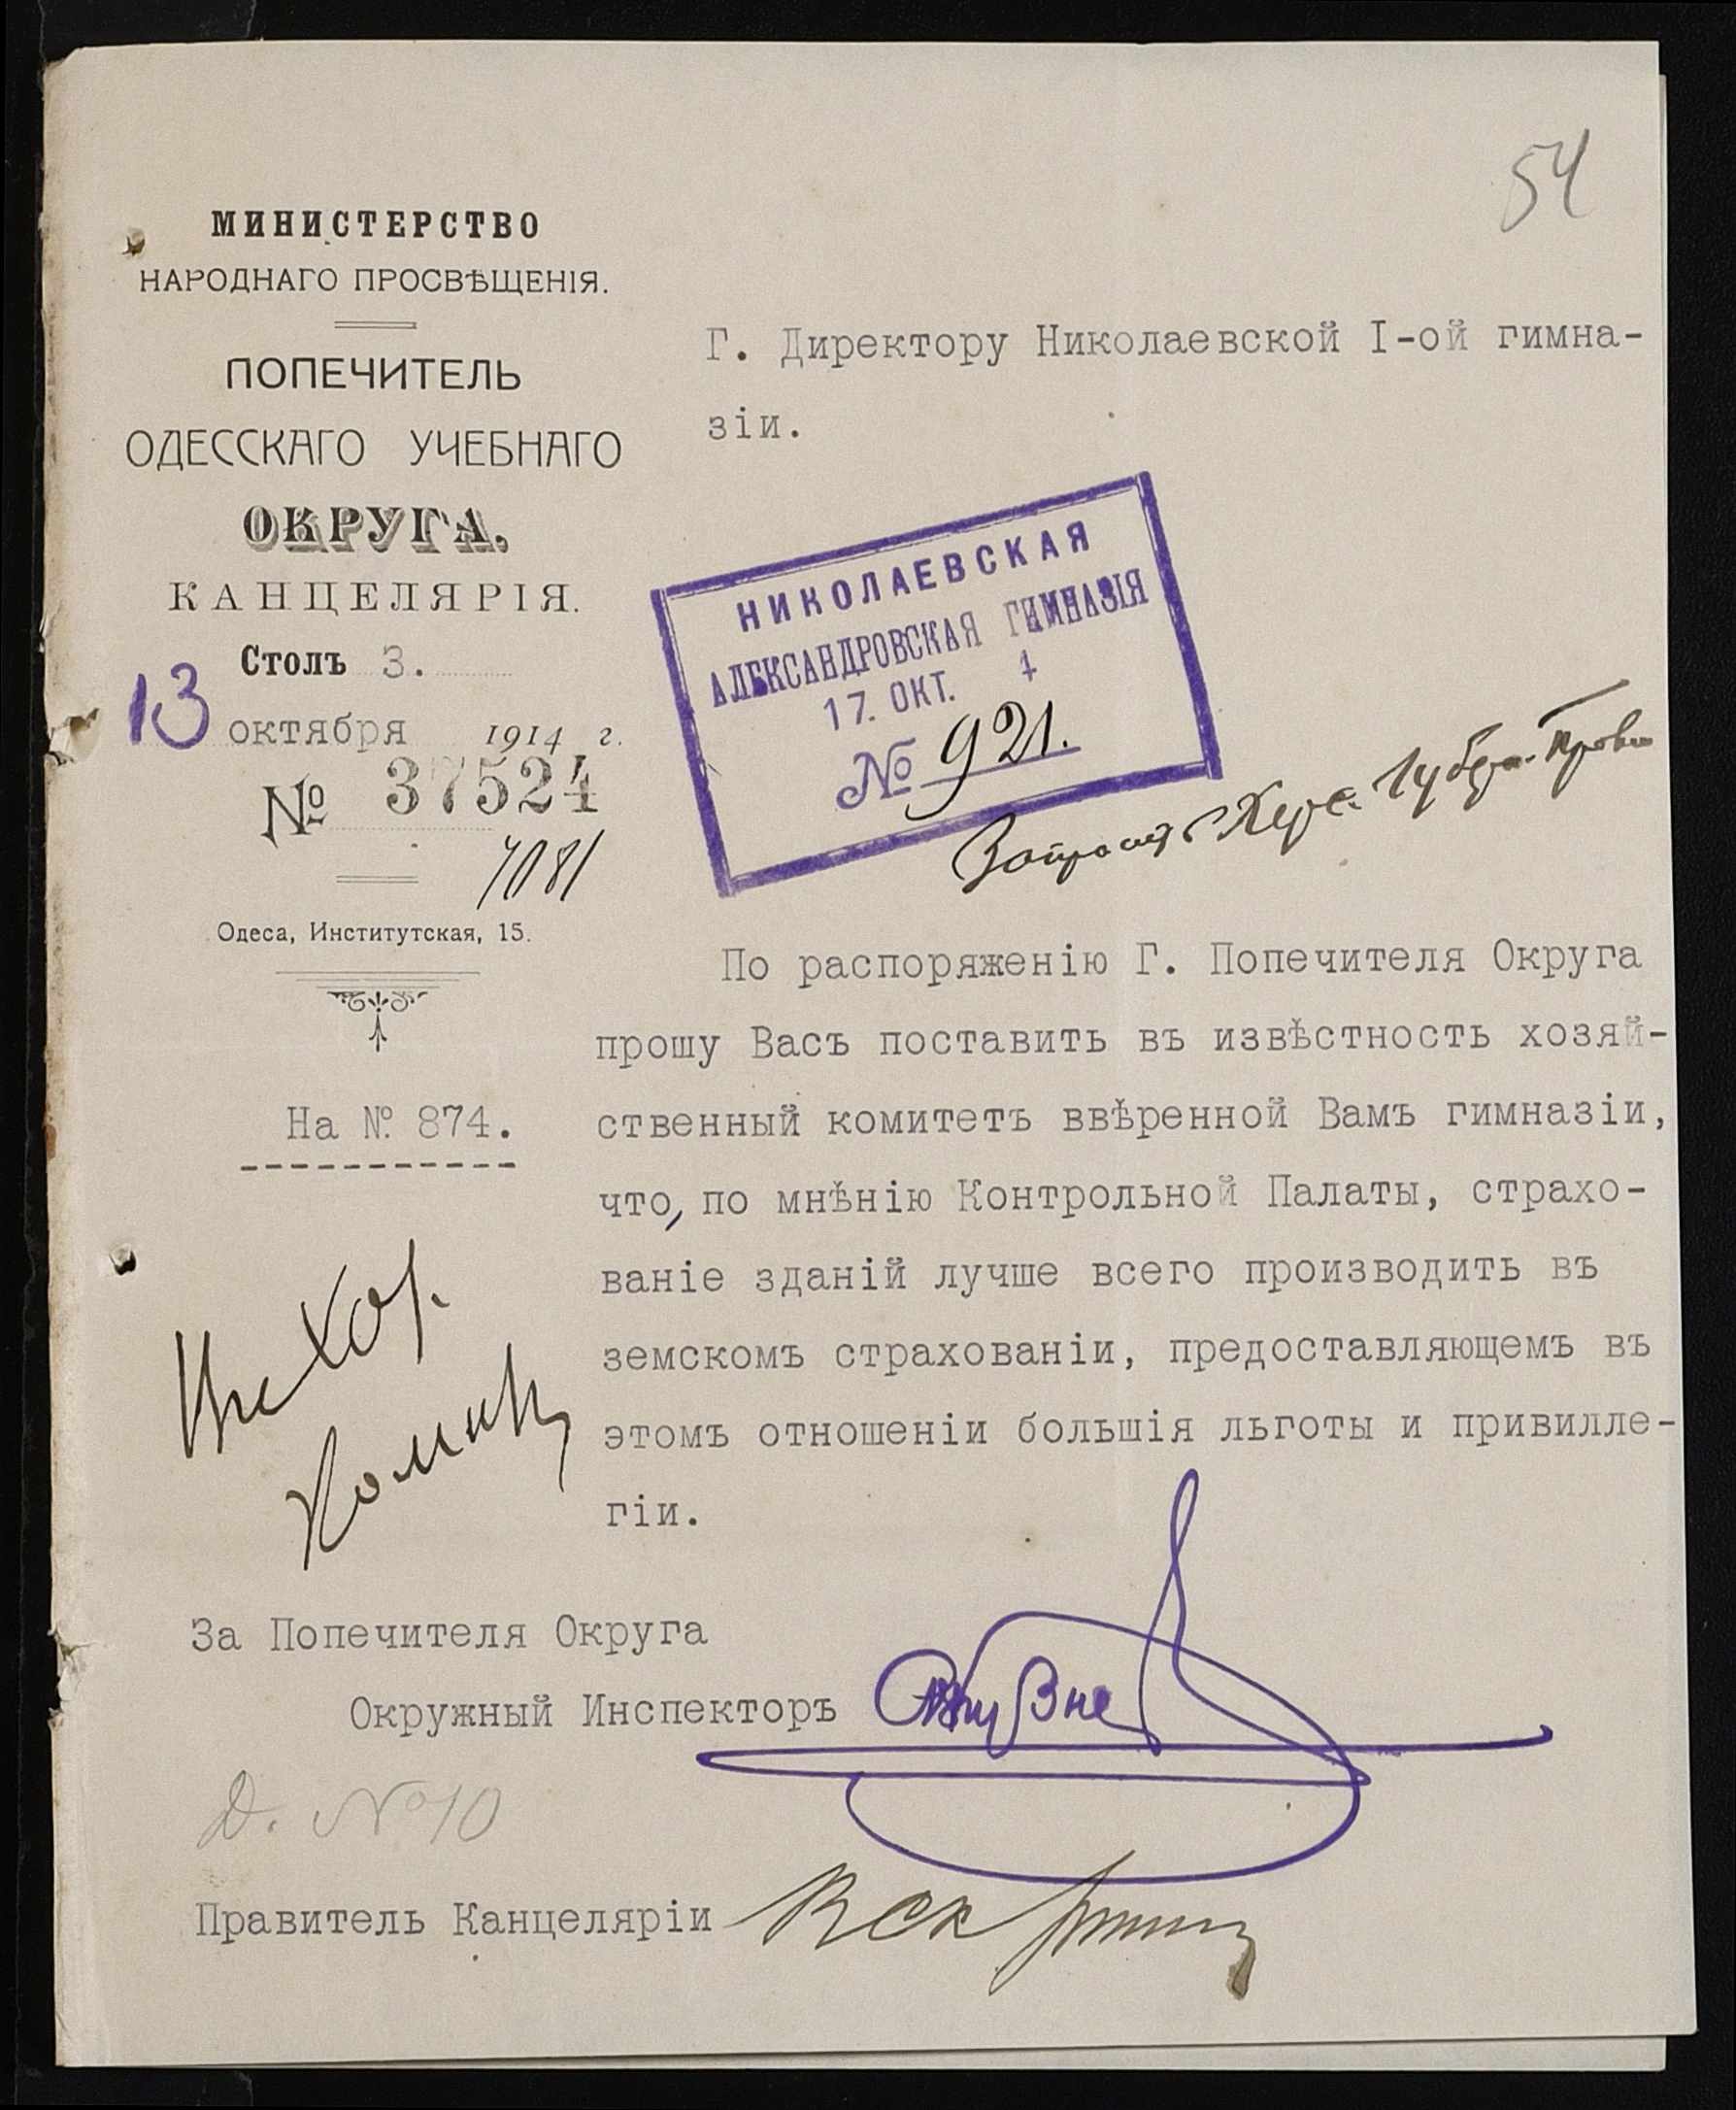 54
МИНИСТЕРСТВО
НАРОДНАГО ПРОСВѢЩЕНІЯ.
ПОПЕЧИТЕЛЬ
ОДЕССКАГО УЧЕБНАГО
ОКРУГА.
КАНЦЕЛЯРІЯ.
Столъ 3.
13 октября 1914 г.
№ 37524
7081
Одеса, Институтская, 15.
На № 874.
Г. Директору Николаевской I-ой гимна-
зіи.
НИКОЛАЕВСКАЯ
АЛЕКСАНДРОВСКАЯ ГИМНАЗІЯ
17. ОКТ. 4
№ 921.
По распоряженію Г. Попечителя Округа
прошу Васъ поставить въ извѣстность хозяй-
ственный комитетъ ввѣренной Вамъ гимназіи,
что, по мнѣнію Контрольной Палаты, страхо-
ваніе зданій лучше всего производить въ
земскомъ страхованіи, предоставляющемъ въ
этомъ отношеніи большія льготы и привилле-
гіи.
За Попечителя Округа
Окружный Инспекторъ
Д. № 10
Правитель Канцеляріи